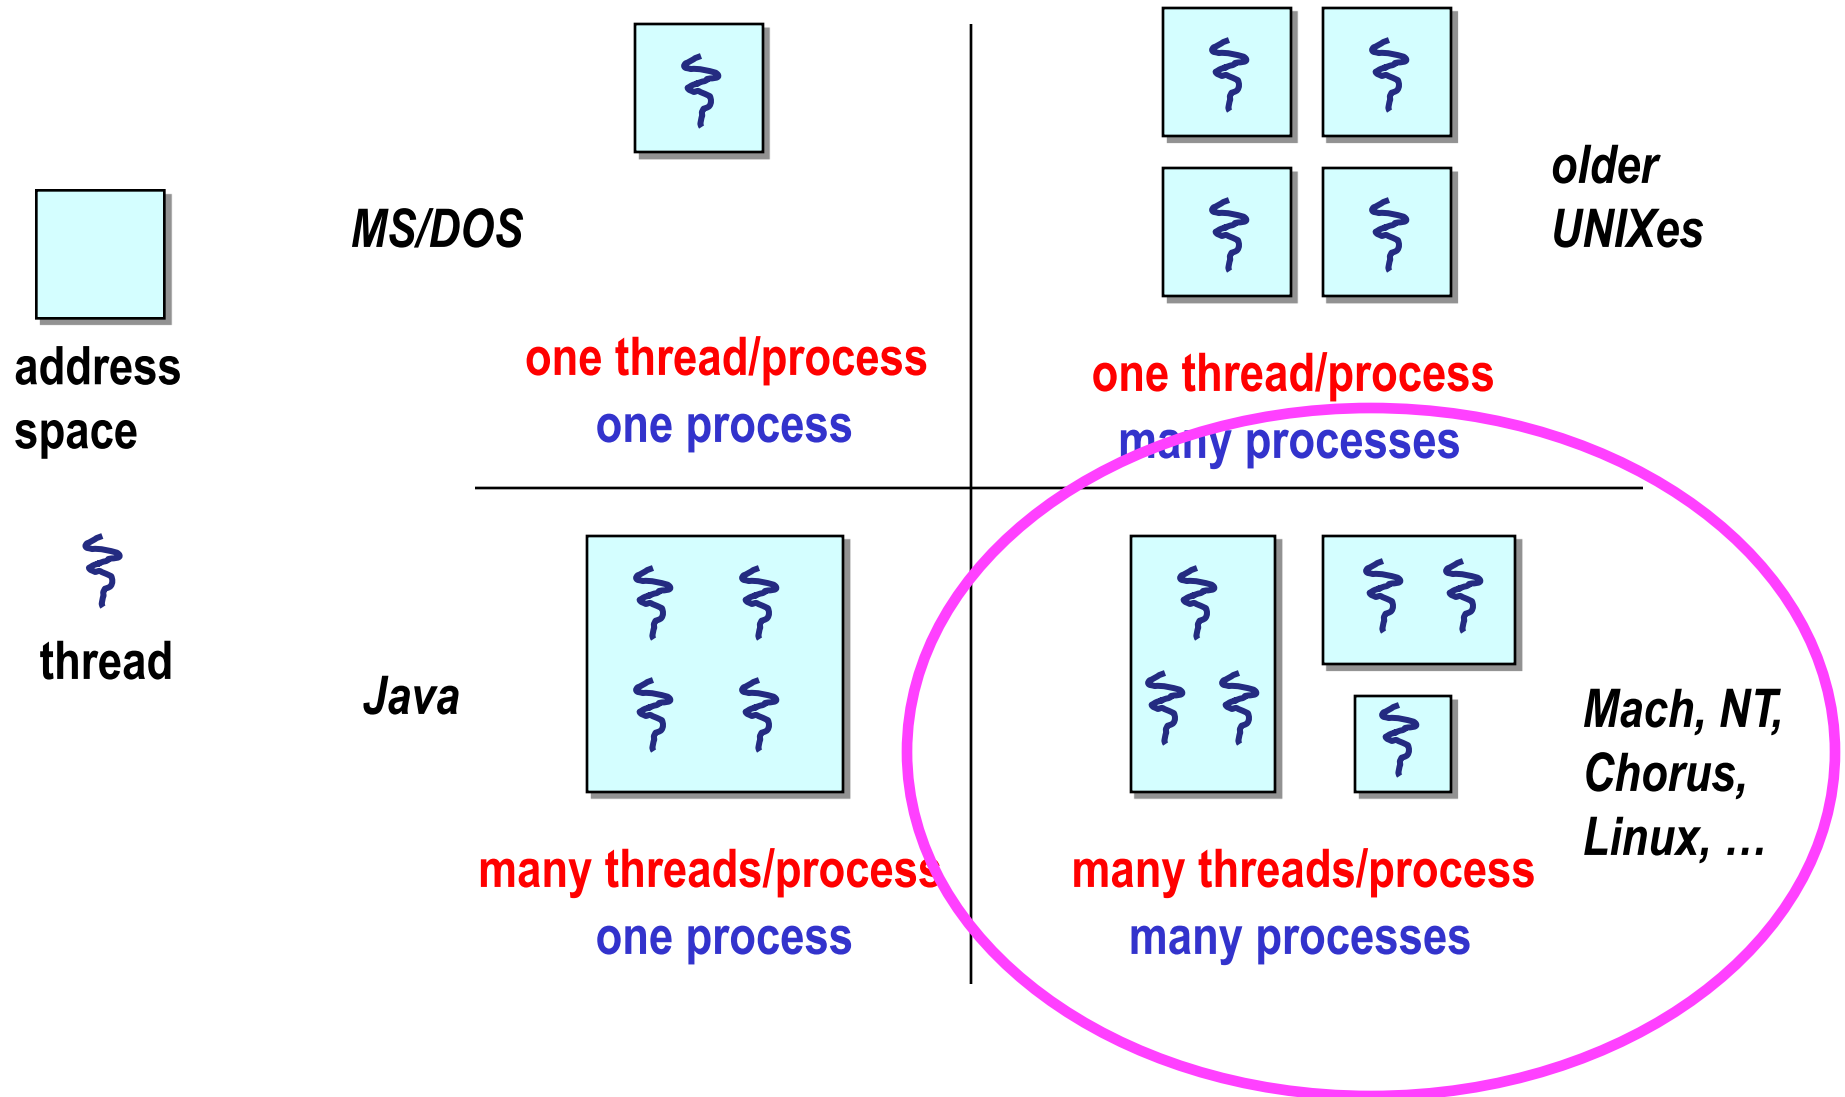 address
space
thread
MS/DOS
one thread/process
one process
older
UNIXes
one thread/process
many processes
Java
many threads/process
one process
Mach, NT,
Chorus,
Linux, …
many threads/process
many processes